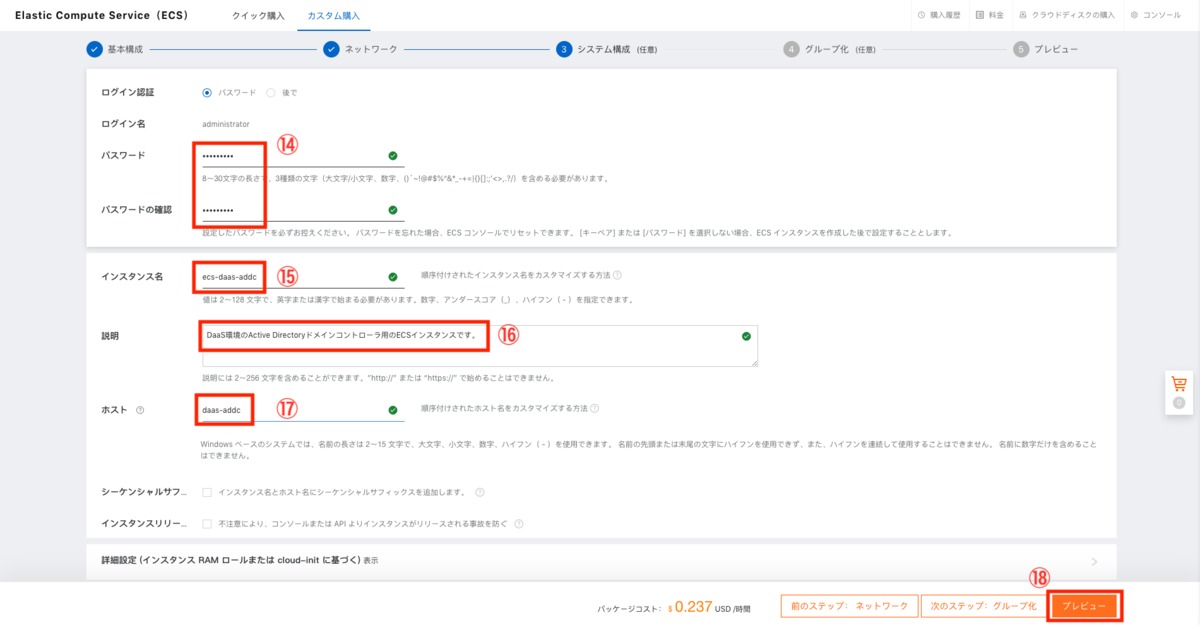 Elastic Compute Service（ECS） クイック購入 カスタム購入 購入履歴 料金 クラウドディスクの購入 コンソール
基本構成 ネットワーク 3 システム構成 (任意) 4 グループ化 (任意) 5 プレビュー
ログイン認証 パスワード 後で
ログイン名 administrator
⑭
パスワード •••••••••
8～30文字の長さで、3種類の文字（大文字/小文字、数字、()`~!@#$%^&*_-+=|{}[]:;'<>,.?/）を含める必要があります。
パスワードの確認 •••••••••
設定したパスワードを必ずお控えください。 パスワードを忘れた場合、ECS コンソールでリセットできます。 [キーペア] または [パスワード] を選択しない場合、ECS インスタンスを作成した後で設定することとします。
インスタンス名 ecs-daas-addc ⑮ 順序付けされたインスタンス名をカスタマイズする方法 ?
値は 2～128 文字で、英字または漢字で始まる必要があります。数字、アンダースコア（_）、ハイフン（-）を指定できます。
説明 DaaS環境のActive Directoryドメインコントローラ用のECSインスタンスです。 ⑯
説明には 2～256 文字を含めることができます。"http://" または "https://" で始めることはできません。
ホスト ? daas-addc ⑰ 順序付けされたホスト名をカスタマイズする方法 ?
Windows ベースのシステムでは、名前の長さは 2～15 文字で、大文字、小文字、数字、ハイフン（-）を使用できます。 名前の先頭または末尾の文字にハイフンを使用できず、また、ハイフンを連続して使用することはできません。 名前に数字だけを含めること
はできません。
シーケンシャルサフ... インスタンス名とホスト名にシーケンシャルサフィックスを追加します。 ?
インスタンスリリー... 不注意により、コンソールまたは API よりインスタンスがリリースされる事故を防ぐ ?
詳細設定 (インスタンス RAM ロールまたは cloud-init に基づく) 表示
0
⑱
パッケージコスト: $ 0.237 USD /時間 前のステップ: ネットワーク 次のステップ: グループ化 プレビュー